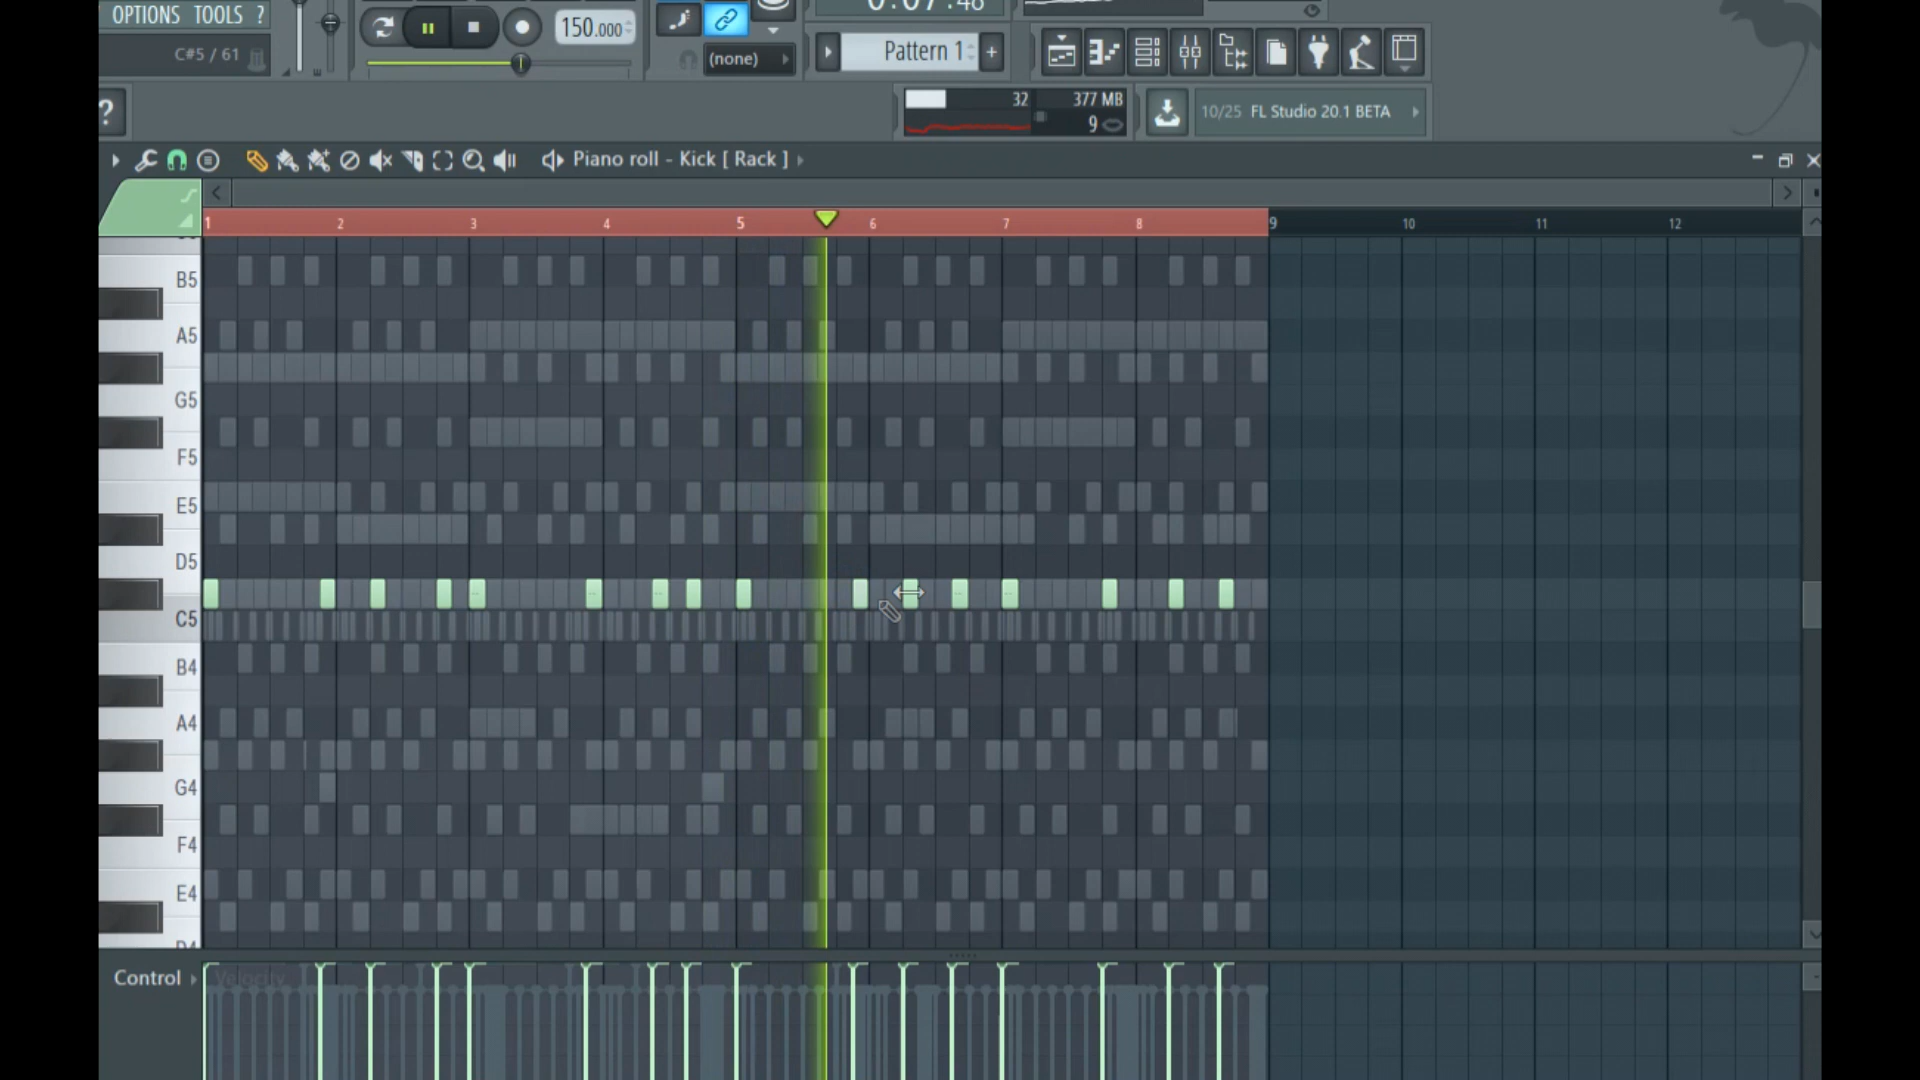 OPTIONS TOOLS ?
150.000
C#5 / 61
(none)
Pattern 1
+
?
32
377 MB
9
10/25 FL Studio 20.1 BETA
Piano roll - Kick [ Rack ]
1 2 3 4 5 6 7 8 9 10 11 12
B5
A5
G5
F5
E5
D5
C5
B4
A4
G4
F4
E4
Control
Velocity